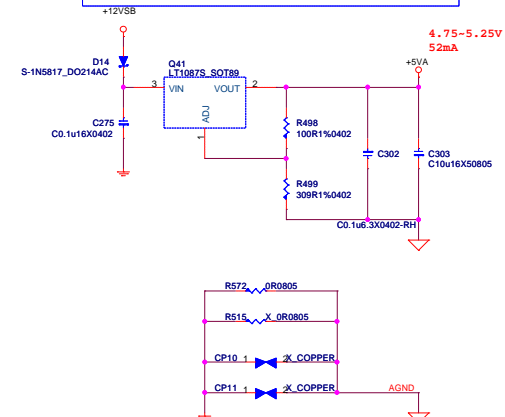 +12VSB
4.75~5.25V
52mA
+5VA
D14
S-1N5817_DO214AC
Q41
LT1087S_SOT89
3 VIN VOUT 2
ADJ
1
C275
C0.1u16X0402
R498
100R1%0402
R499
309R1%0402
C302
C303
C10u16X50805
C0.1u6.3X0402-RH
R572 0R0805
R515 X_0R0805
CP10 1 2 X_COPPER
CP11 1 2 X_COPPER
AGND